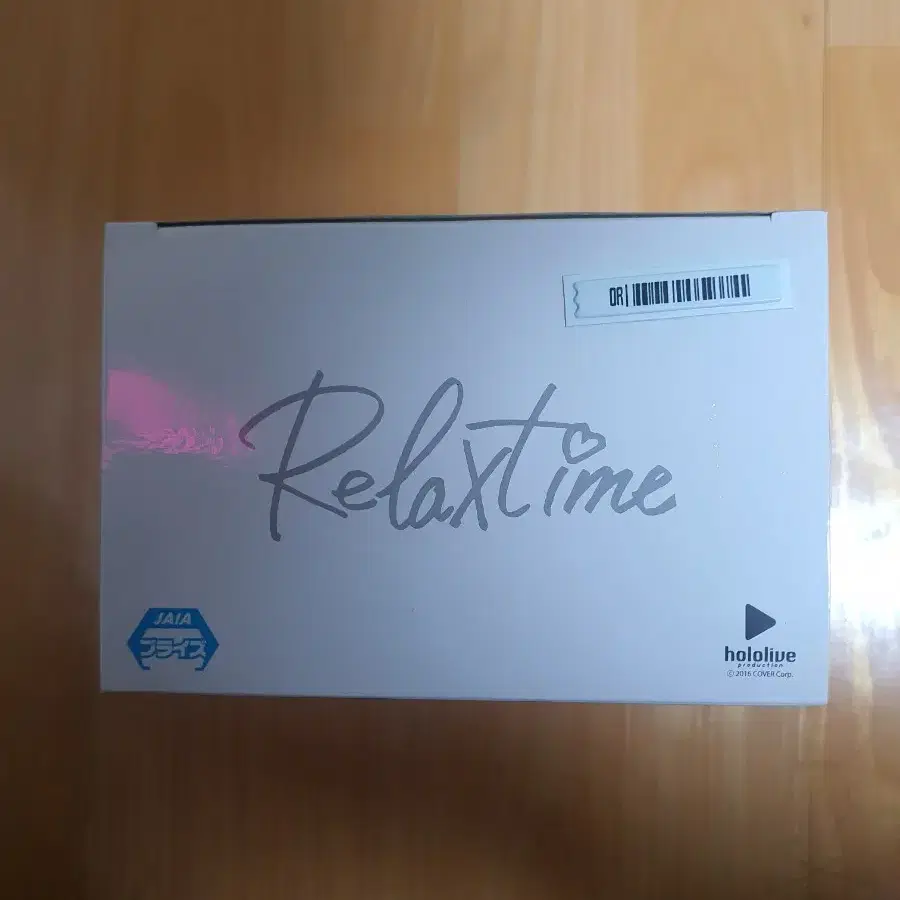 OR
Relaxtime
JAIA
プライズ
hololive
production
© 2016 COVER Corp.